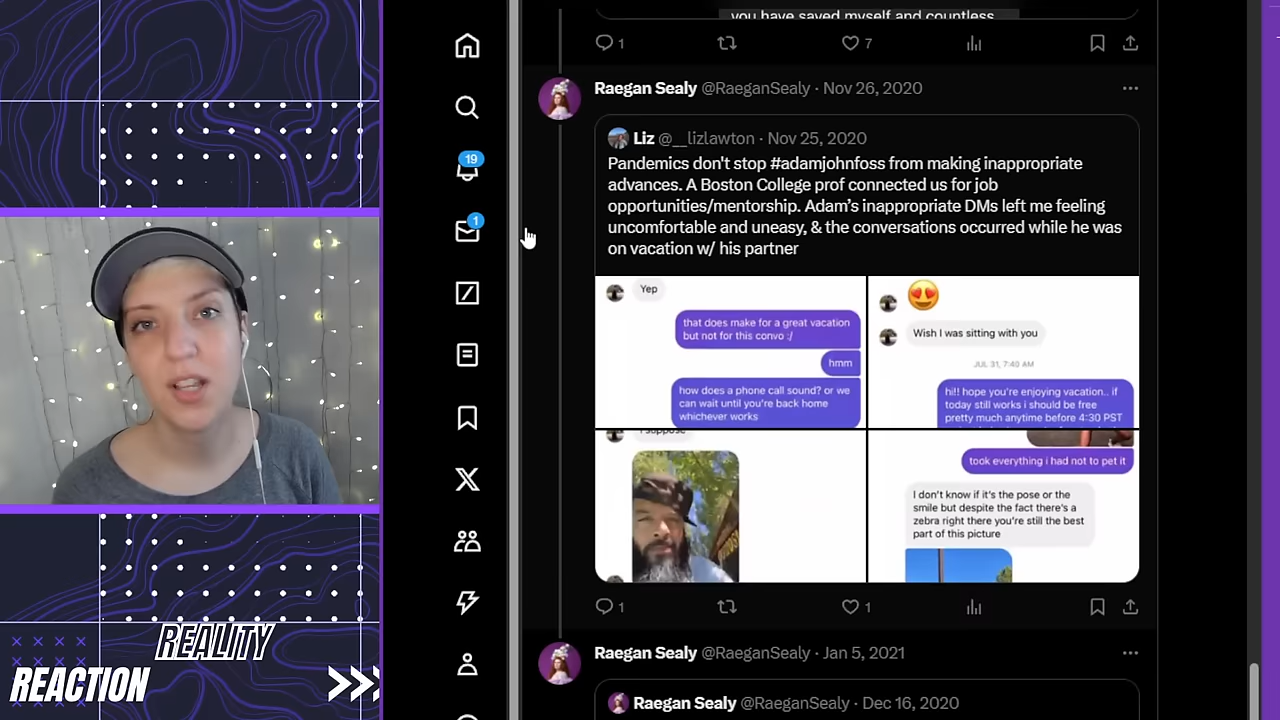 you have saved myself and countless
1
7
Raegan Sealy @RaeganSealy · Nov 26, 2020
19
1
Liz @__lizlawton · Nov 25, 2020
Pandemics don't stop #adamjohnfoss from making inappropriate
advances. A Boston College prof connected us for job
opportunities/mentorship. Adam's inappropriate DMs left me feeling
uncomfortable and uneasy, & the conversations occurred while he was
on vacation w/ his partner
Yep
that does make for a great vacation
but not for this convo :/
hmm
how does a phone call sound? or we
can wait until you're back home
whichever works
Wish I was sitting with you
JUL 31, 7:40 AM
hi!! hope you're enjoying vacation.. if
today still works i should be free
pretty much anytime before 4:30 PST
I suppose
took everything i had not to pet it
I don't know if it's the pose or the
smile but despite the fact there's a
zebra right there you're still the best
part of this picture
1
1
Raegan Sealy @RaeganSealy · Jan 5, 2021
Raegan Sealy @RaeganSealy · Dec 16, 2020
REALITY
REACTION